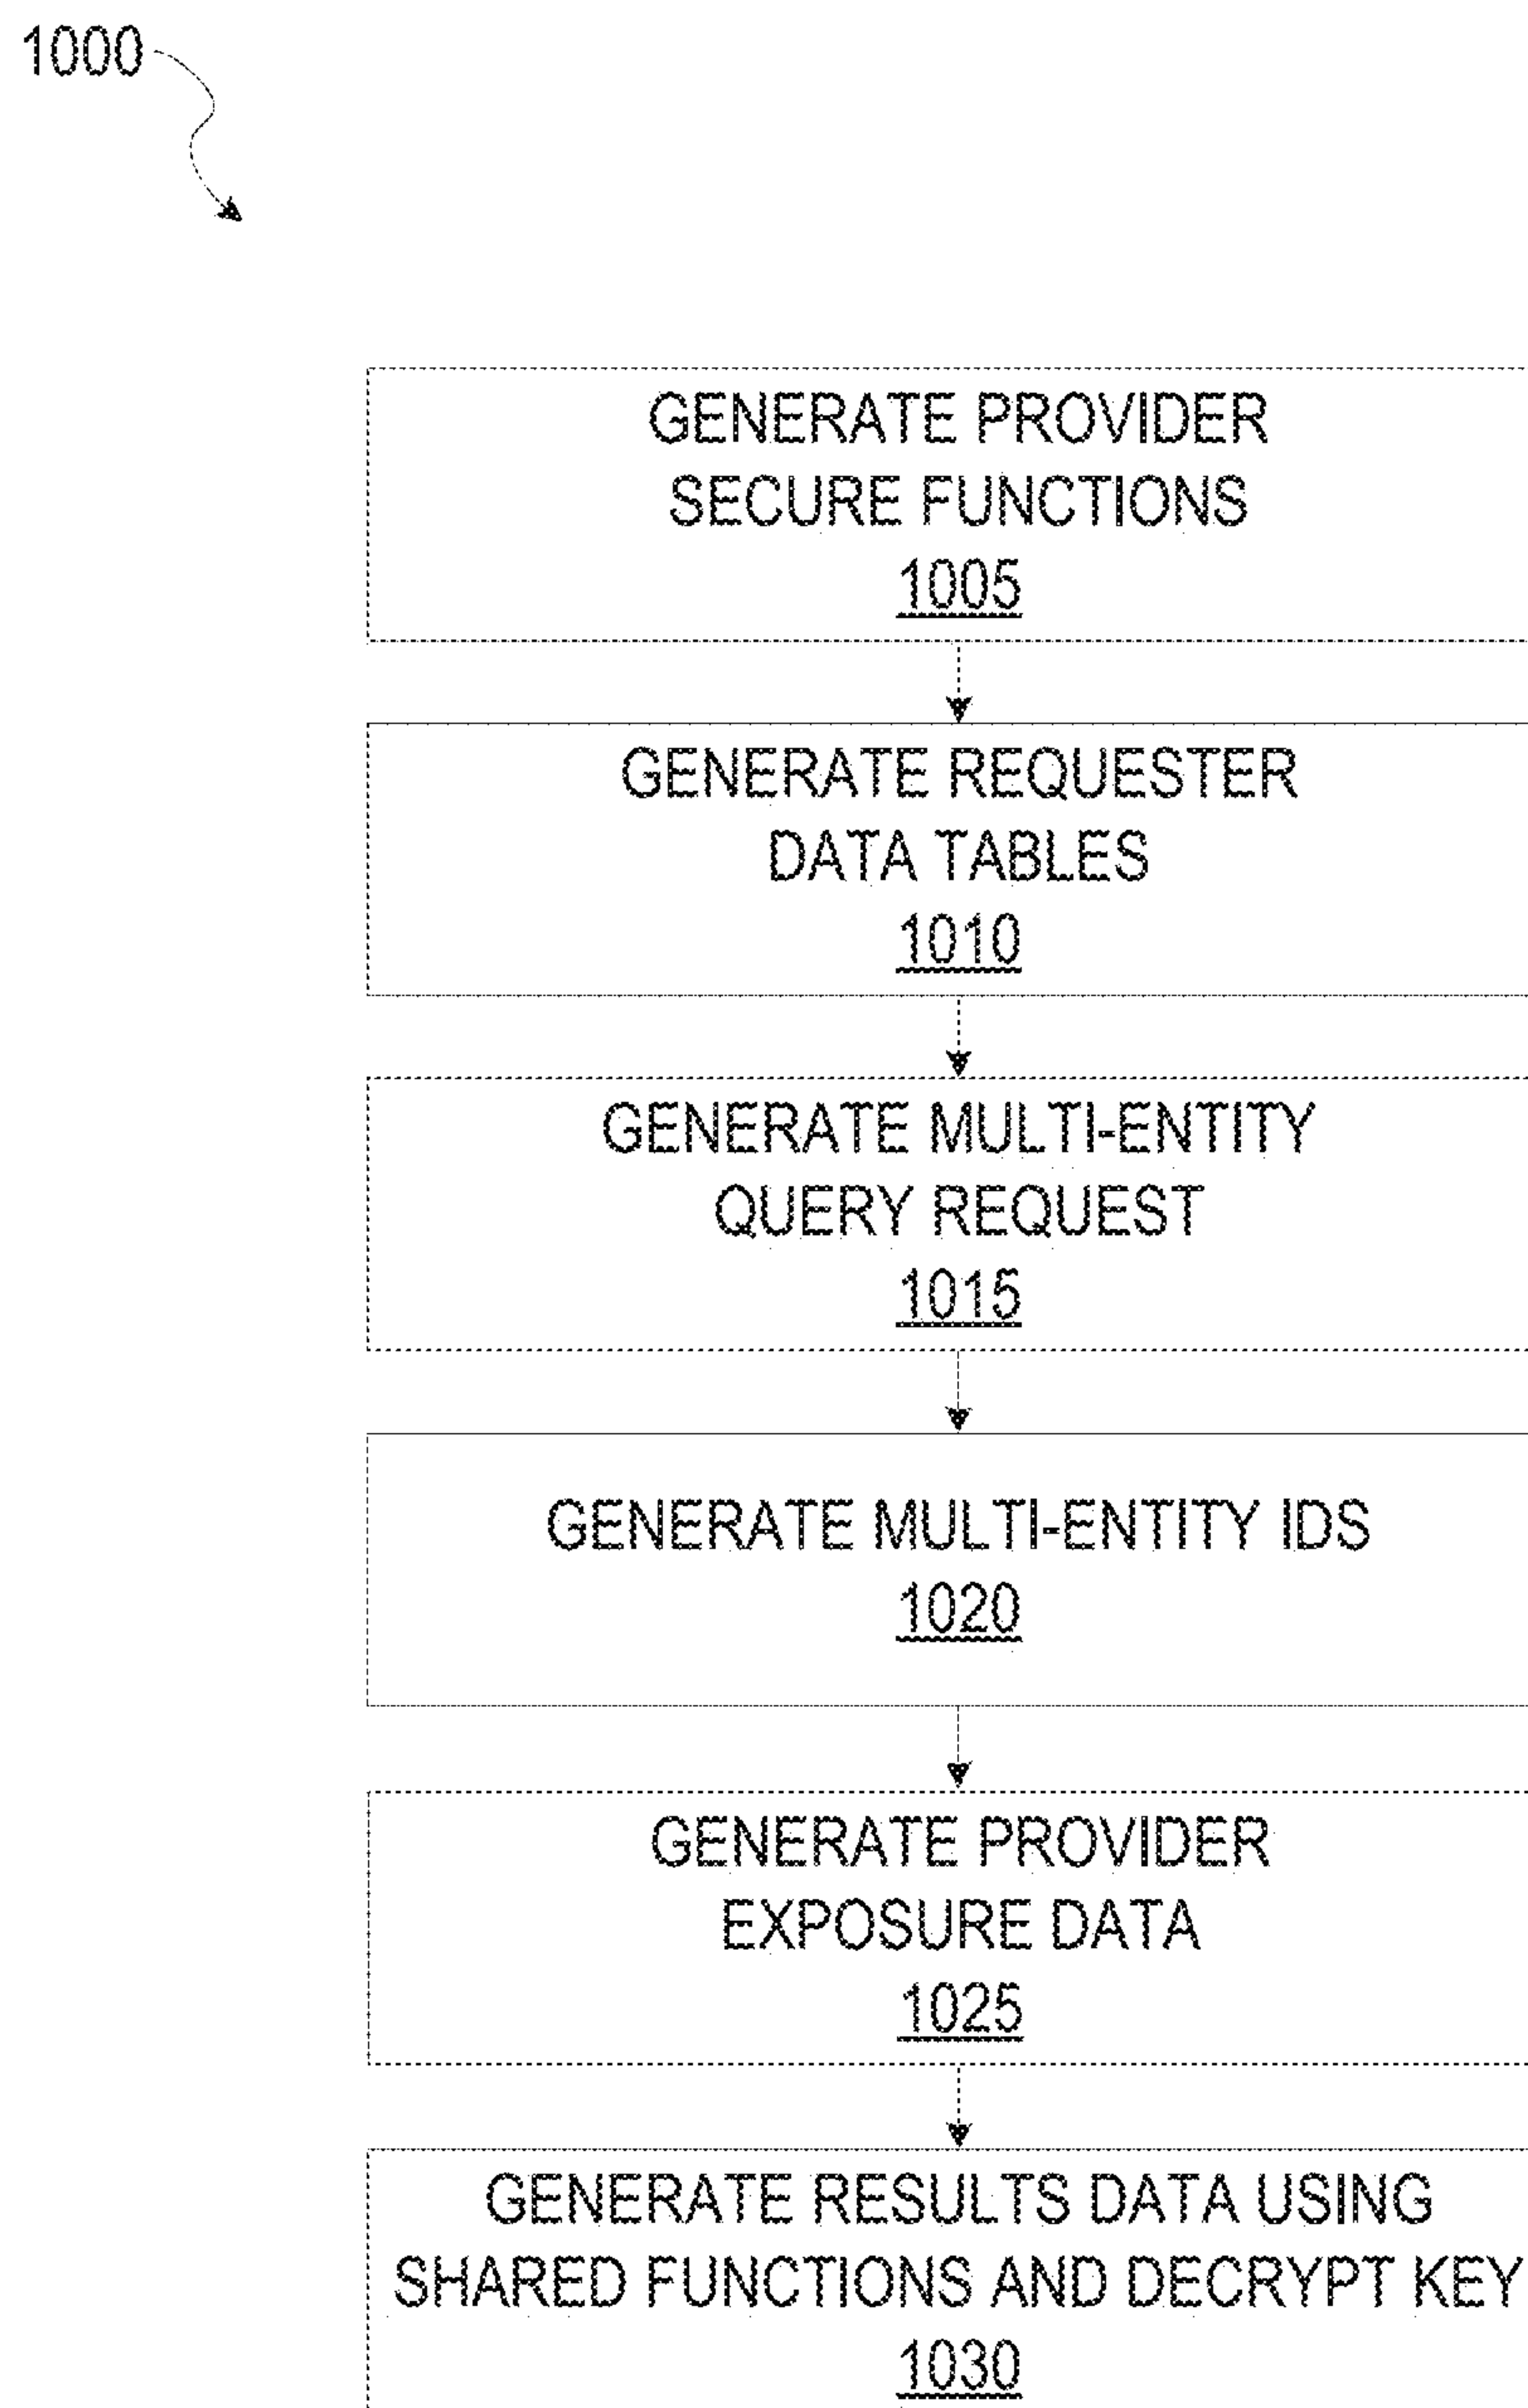 1000
GENERATE PROVIDER
SECURE FUNCTIONS
1005
GENERATE REQUESTER
DATA TABLES
1010
GENERATE MULTI-ENTITY
QUERY REQUEST
1015
GENERATE MULTI-ENTITY IDS
1020
GENERATE PROVIDER
EXPOSURE DATA
1025
GENERATE RESULTS DATA USING
SHARED FUNCTIONS AND DECRYPT KEY
1030